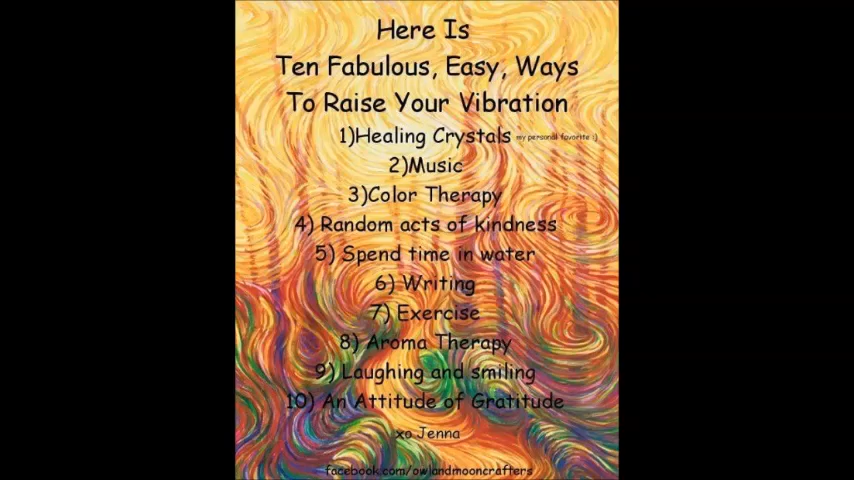 Here Is
Ten Fabulous, Easy, Ways
To Raise Your Vibration
1)Healing Crystals my personal favorite :)
2)Music
3)Color Therapy
4) Random acts of kindness
5) Spend time in water
6) Writing
7) Exercise
8) Aroma Therapy
9) Laughing and smiling
10) An Attitude of Gratitude
xo Jenna
facebook.com/owlandmooncrafters